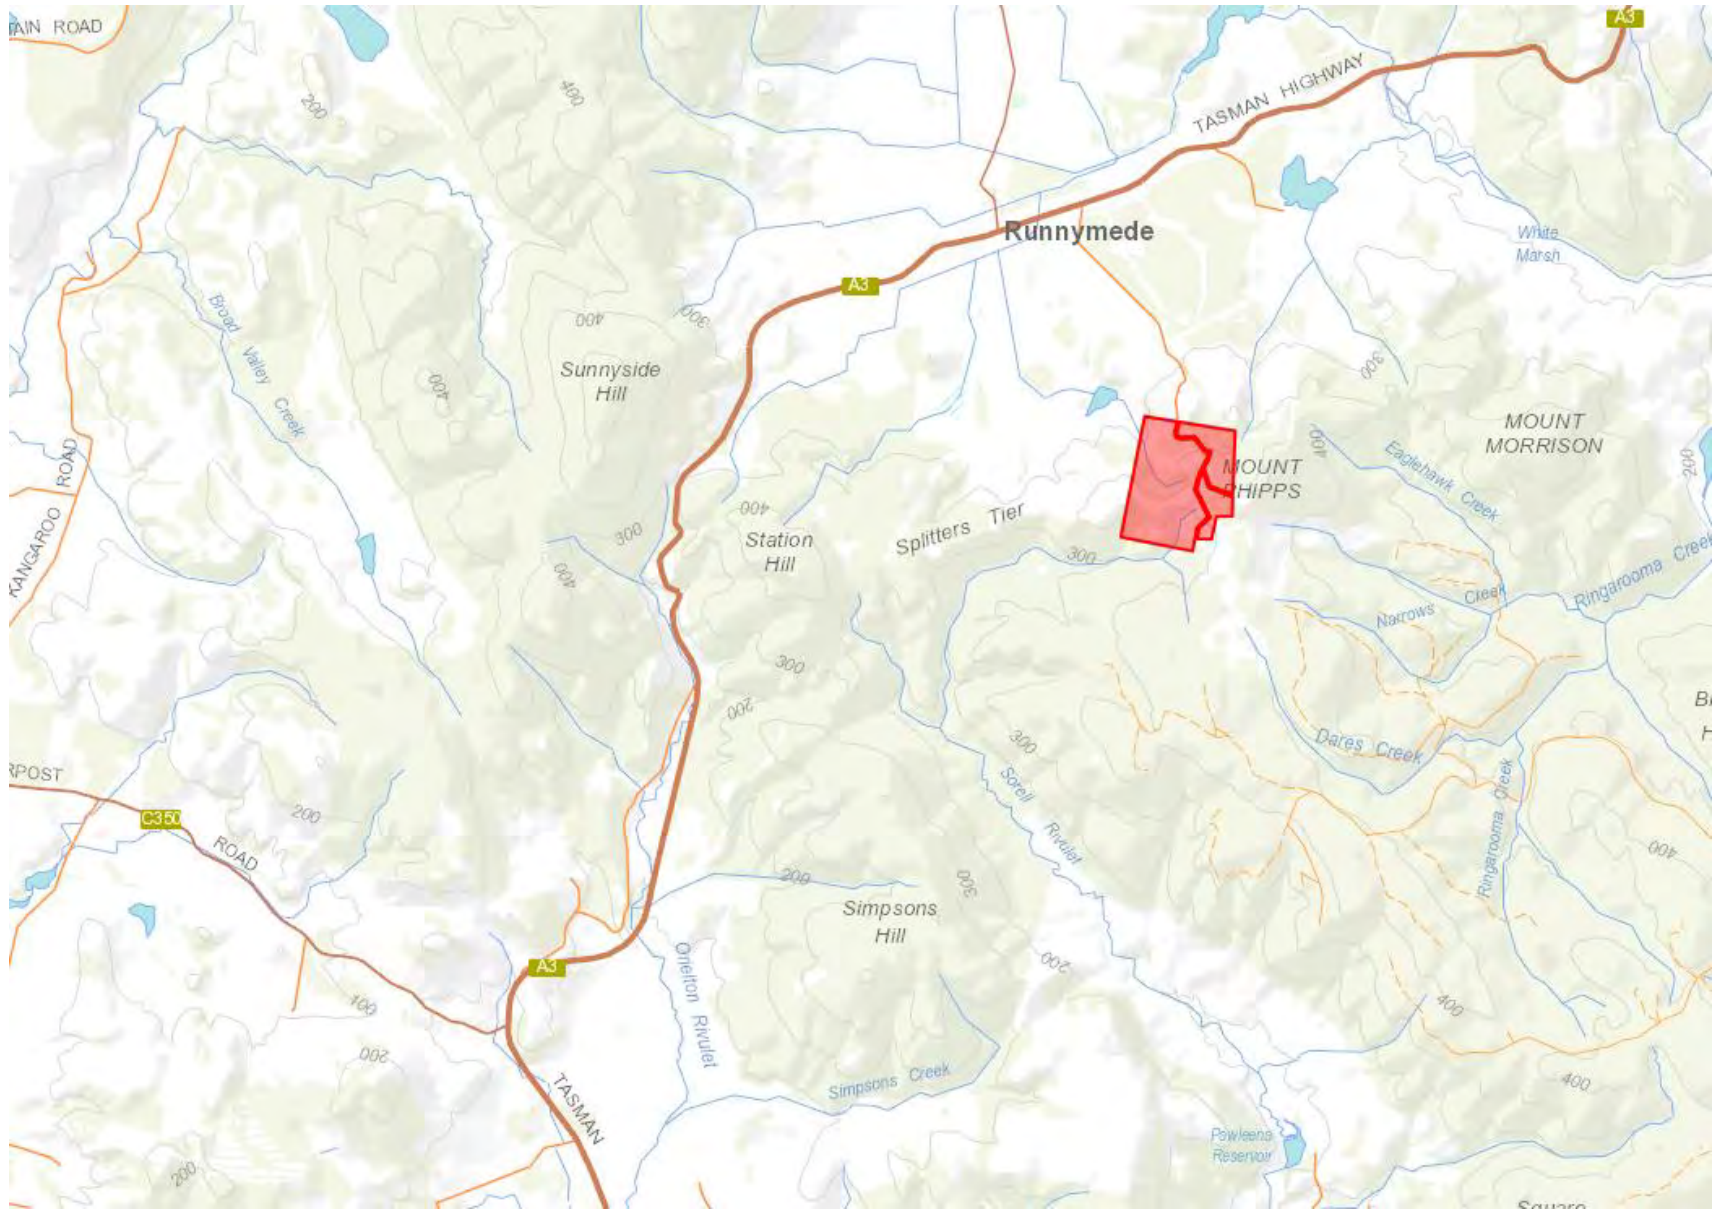 AIN ROAD
A3
TASMAN HIGHWAY
200
400
Runnymede
White
Marsh
A3
Broad
Valley
Creek
400
300
300
Sunnyside
Hill
400
MOUNT
MORRISON
400
Eaglehawk Creek
200
MOUNT
PHIPPS
KANGAROO ROAD
400
Station
Hill
Splitters Tier
300
300
400
Ringarooma Creek
Narrows Creek
300
200
300
Dares Creek
RPOST
C350
ROAD
200
Sorell
Rivulet
Ringarooma Creek
400
200
300
Simpsons
Hill
A3
Orielton Rivulet
200
100
200
400
TASMAN
Simpsons Creek
400
Pawleena
Reservoir
200
Square